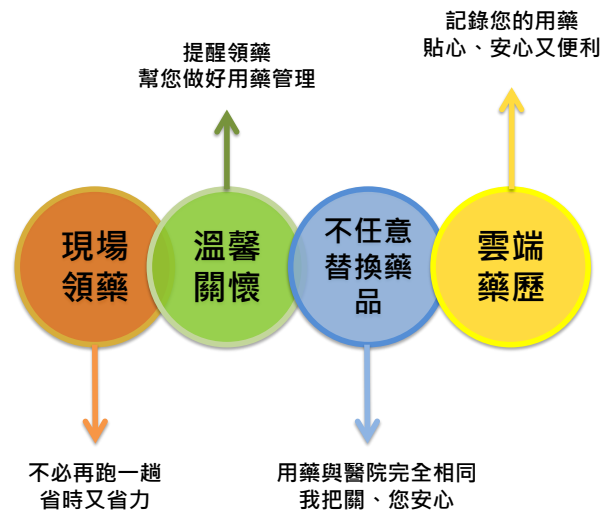 記錄您的用藥
貼心、安心又便利
提醒領藥
幫您做好用藥管理
現場
領藥
溫馨
關懷
不任意
替換藥
品
雲端
藥歷
不必再跑一趟
省時又省力
用藥與醫院完全相同
我把關、您安心